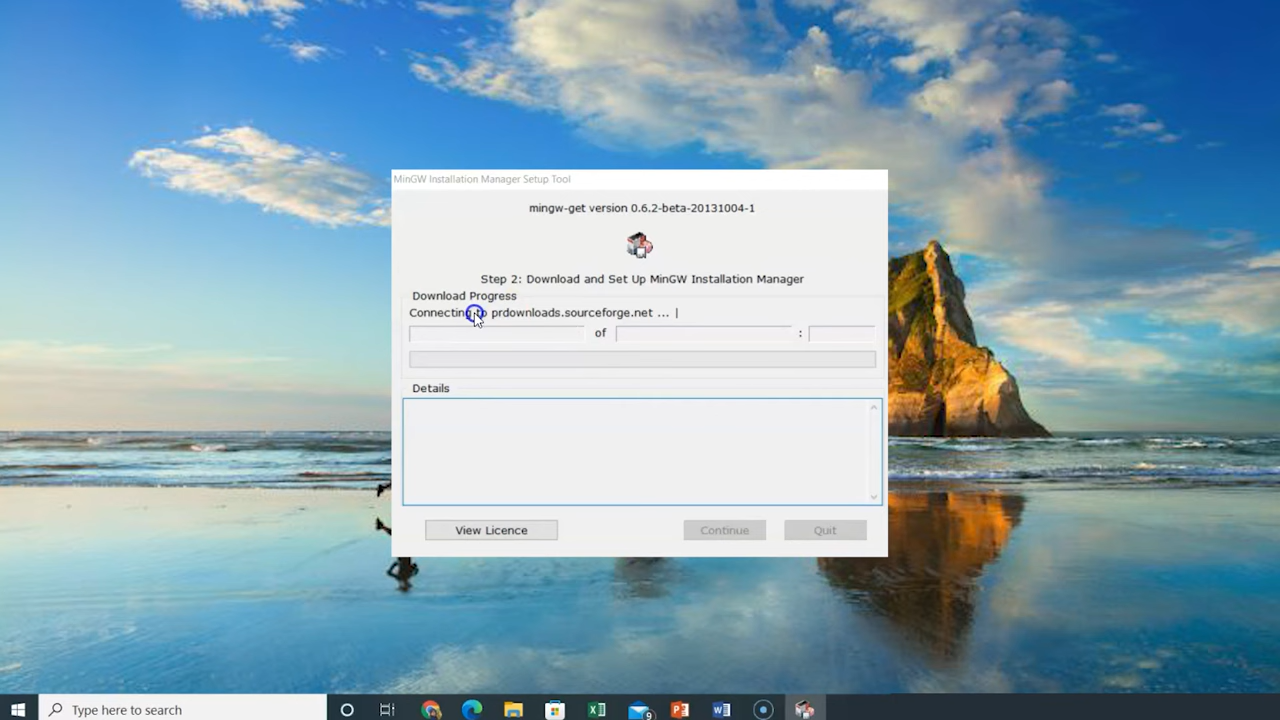 MinGW Installation Manager Setup Tool
mingw-get version 0.6.2-beta-20131004-1
Step 2: Download and Set Up MinGW Installation Manager
Download Progress
Connecting to prdownloads.sourceforge.net ... |
of :
Details
View Licence Continue Quit
Type here to search
9